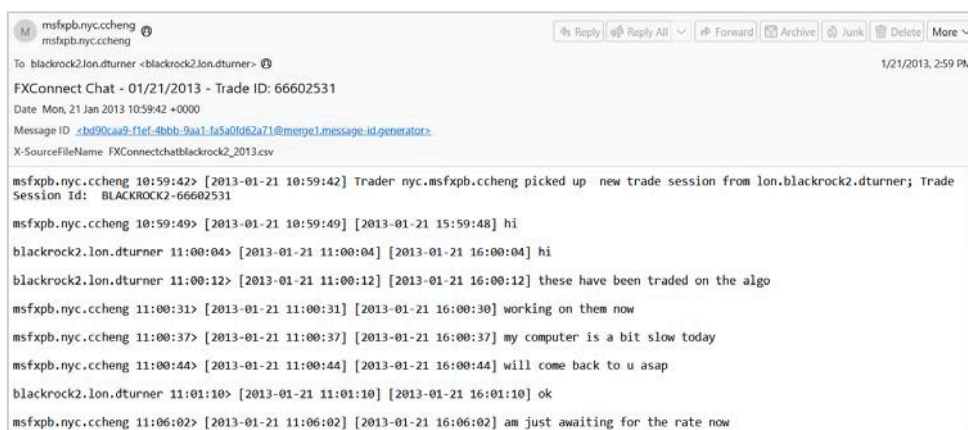 M
msfxpb.nyc.ccheng
msfxpb.nyc.ccheng
Reply Reply All Forward Archive Junk Delete More
To blackrock2.lon.dturner <blackrock2.lon.dturner>
1/21/2013, 2:59 PM
FXConnect Chat - 01/21/2013 - Trade ID: 66602531
Date Mon, 21 Jan 2013 10:59:42 +0000
Message ID <bd90caa9-f1ef-4bbb-9aa1-fa5a0fd62a71@merge1.message-id.generator>
X-SourceFileName FXConnectchatblackrock2_2013.csv
msfxpb.nyc.ccheng 10:59:42> [2013-01-21 10:59:42] Trader nyc.msfxpb.ccheng picked up new trade session from lon.blackrock2.dturner; Trade
Session Id: BLACKROCK2-66602531
msfxpb.nyc.ccheng 10:59:49> [2013-01-21 10:59:49] [2013-01-21 15:59:48] hi
blackrock2.lon.dturner 11:00:04> [2013-01-21 11:00:04] [2013-01-21 16:00:04] hi
blackrock2.lon.dturner 11:00:12> [2013-01-21 11:00:12] [2013-01-21 16:00:12] these have been traded on the algo
msfxpb.nyc.ccheng 11:00:31> [2013-01-21 11:00:31] [2013-01-21 16:00:30] working on them now
msfxpb.nyc.ccheng 11:00:37> [2013-01-21 11:00:37] [2013-01-21 16:00:37] my computer is a bit slow today
msfxpb.nyc.ccheng 11:00:44> [2013-01-21 11:00:44] [2013-01-21 16:00:44] will come back to u asap
blackrock2.lon.dturner 11:01:10> [2013-01-21 11:01:10] [2013-01-21 16:01:10] ok
msfxpb.nyc.ccheng 11:06:02> [2013-01-21 11:06:02] [2013-01-21 16:06:02] am just awaiting for the rate now